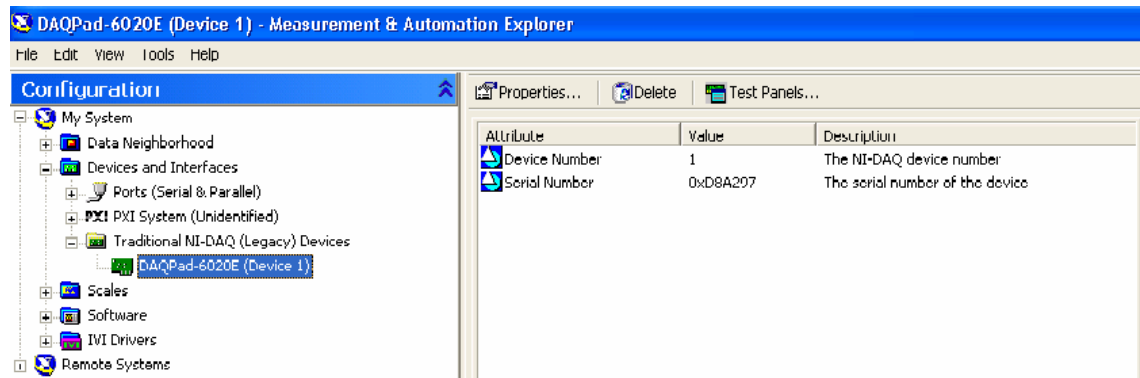 DAQPad-6020E (Device 1) - Measurement & Automation Explorer
File Edit View Tools Help
Configuration
Properties... Delete Test Panels...
My System
Data Neighborhood
Devices and Interfaces
Ports (Serial & Parallel)
PXI PXI System (Unidentified)
Traditional NI-DAQ (Legacy) Devices
DAQPad-6020E (Device 1)
Scales
Software
IVI Drivers
Remote Systems
Attribute Value Description
Device Number 1 The NI-DAQ device number
Serial Number 0xD8A297 The serial number of the device